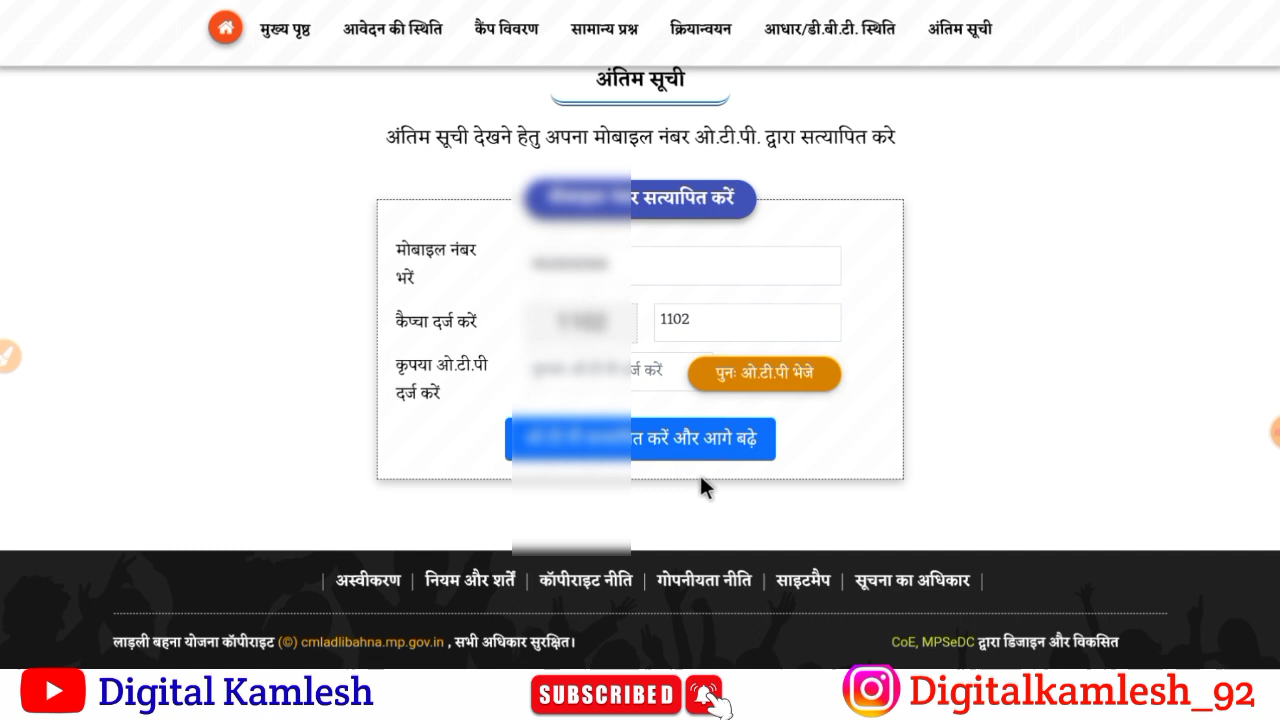 मुख्य पृष्ठ आवेदन की स्थिति कैंप विवरण सामान्य प्रश्न क्रियान्वयन आधार/डी.बी.टी. स्थिति अंतिम सूची
अंतिम सूची
अंतिम सूची देखने हेतु अपना मोबाइल नंबर ओ.टी.पी. द्वारा सत्यापित करे
सत्यापित करें
मोबाइल नंबर
भरें
कैप्चा दर्ज करें 1102 1102
कृपया ओ.टी.पी
दर्ज करें
र्ज करें पुनः ओ.टी.पी भेजे
करें और आगे बढ़े
| अस्वीकरण | नियम और शर्तें | कॉपीराइट नीति | गोपनीयता नीति | साइटमैप | सूचना का अधिकार |
लाड़ली बहना योजना कॉपीराइट (©) cmladlibahna.mp.gov.in , सभी अधिकार सुरक्षित। CoE, MPSeDC द्वारा डिजाइन और विकसित
Digital Kamlesh SUBSCRIBED Digitalkamlesh_92